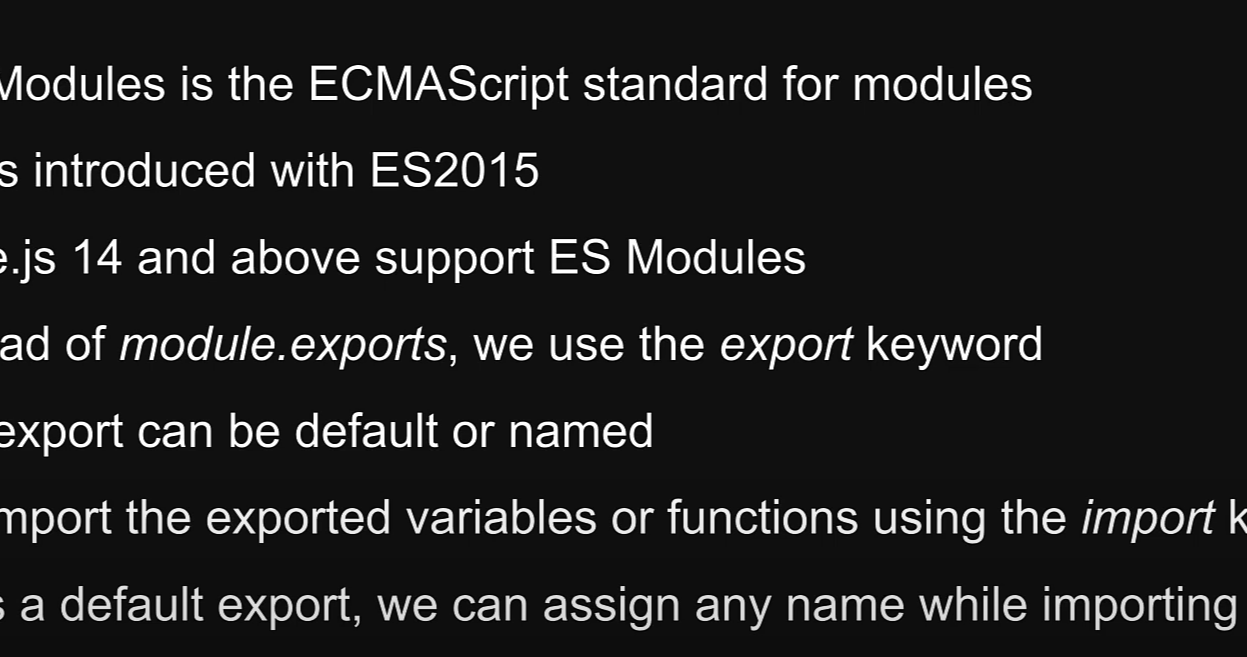 Modules is the ECMAScript standard for modules
s introduced with ES2015
e.js 14 and above support ES Modules
ad of module.exports, we use the export keyword
export can be default or named
mport the exported variables or functions using the import k
s a default export, we can assign any name while importing